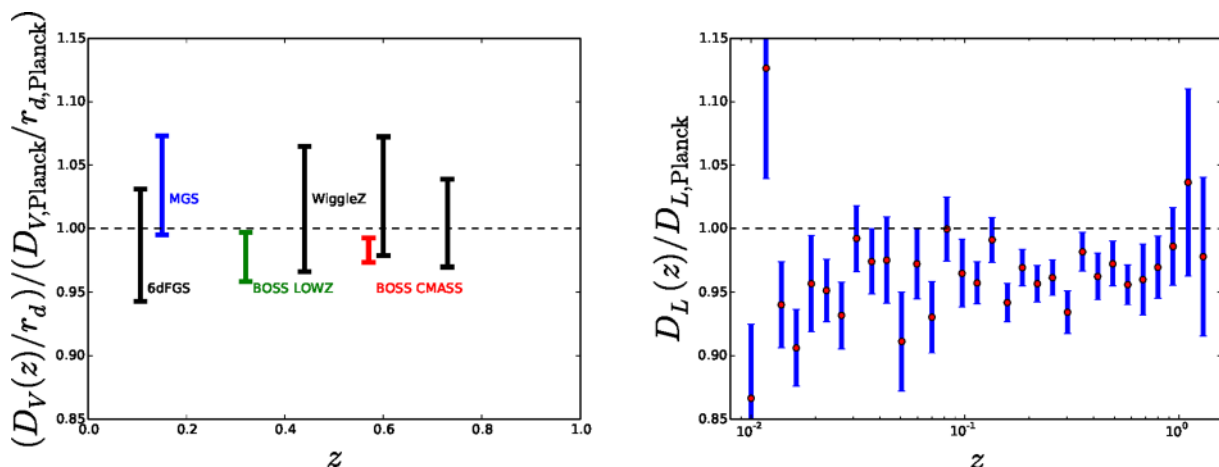 (D_V(z)/r_d)/(D_{V,Planck}/r_{d,Planck})
1.15
1.10
1.05
1.00
0.95
0.90
0.85
MGS
WiggleZ
6dFGS
BOSS LOWZ
BOSS CMASS
0.0
0.2
0.4
0.6
0.8
1.0
z
D_L(z)/D_{L,Planck}
1.15
1.10
1.05
1.00
0.95
0.90
0.85
10^{-2}
10^{-1}
10^0
z